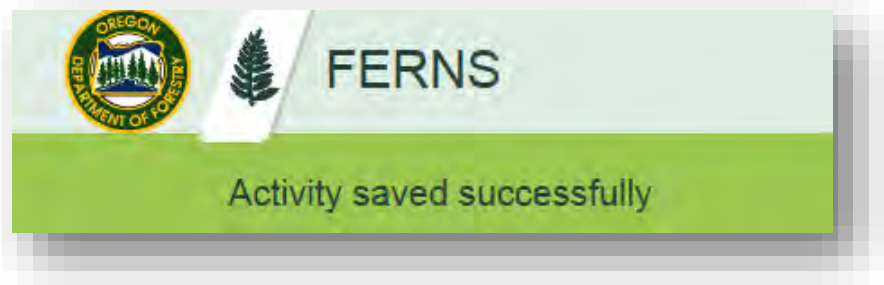 OREGON
DEPARTMENT OF FORESTRY
FERNS
Activity saved successfully